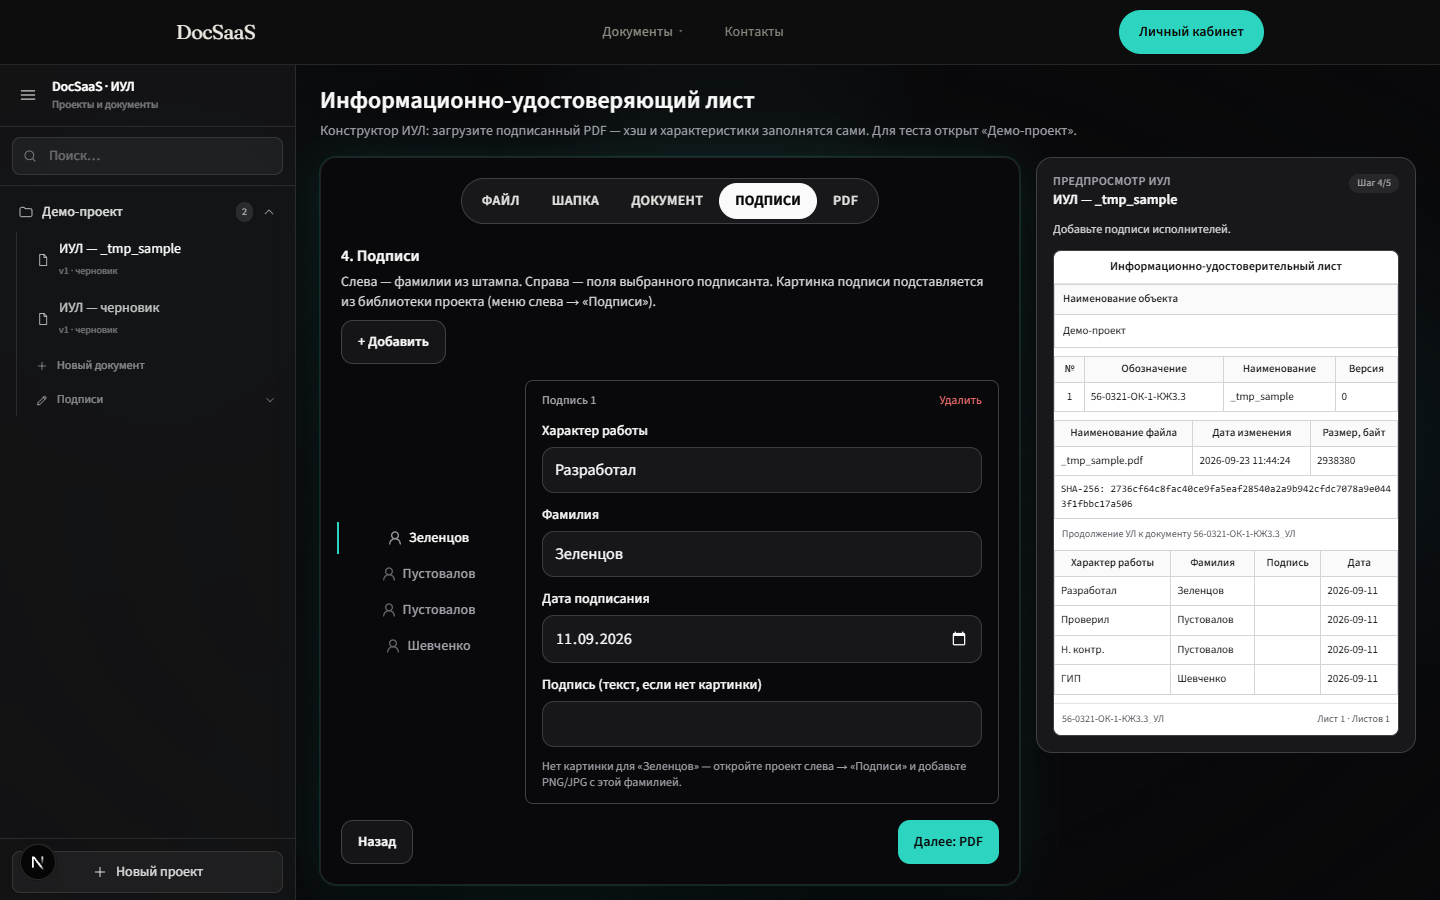 DocSaaS
Документы
Контакты
Личный кабинет
DocSaaS · ИУЛ
Проекты и документы
Поиск...
Демо-проект
2
ИУЛ — _tmp_sample
v1 · черновик
ИУЛ — черновик
v1 · черновик
Новый документ
Подписи
N
Новый проект
Информационно-удостоверяющий лист
Конструктор ИУЛ: загрузите подписанный PDF — хэш и характеристики заполнятся сами. Для теста открыт «Демо-проект».
ФАЙЛ
ШАПКА
ДОКУМЕНТ
ПОДПИСИ
PDF
4. Подписи
Слева — фамилии из штампа. Справа — поля выбранного подписанта. Картинка подписи подставляется
из библиотеки проекта (меню слева → «Подписи»).
+ Добавить
Зеленцов
Пустовалов
Пустовалов
Шевченко
Подпись 1
Удалить
Характер работы
Разработал
Фамилия
Зеленцов
Дата подписания
11.09.2026
Подпись (текст, если нет картинки)
Нет картинки для «Зеленцов» — откройте проект слева → «Подписи» и добавьте
PNG/JPG с этой фамилией.
Назад
Далее: PDF
ПРЕДПРОСМОТР ИУЛ
Шаг 4/5
ИУЛ — _tmp_sample
Добавьте подписи исполнителей.
Информационно-удостоверительный лист
Наименование объекта
Демо-проект
№ Обозначение Наименование Версия
1 56-0321-ОК-1-КЖ3.3 _tmp_sample 0
Наименование файла Дата изменения Размер, байт
_tmp_sample.pdf 2026-09-23 11:44:24 2938380
SHA-256: 2736cf64c8fac40ce9fa5eaf28540a2a9b942cfdc7078a9e044
3f1fbbc17a506
Продолжение УЛ к документу 56-0321-ОК-1-КЖ3.3_УЛ
Характер работы Фамилия Подпись Дата
Разработал Зеленцов 2026-09-11
Проверил Пустовалов 2026-09-11
Н. контр. Пустовалов 2026-09-11
ГИП Шевченко 2026-09-11
56-0321-ОК-1-КЖ3.3_УЛ
Лист 1 · Листов 1